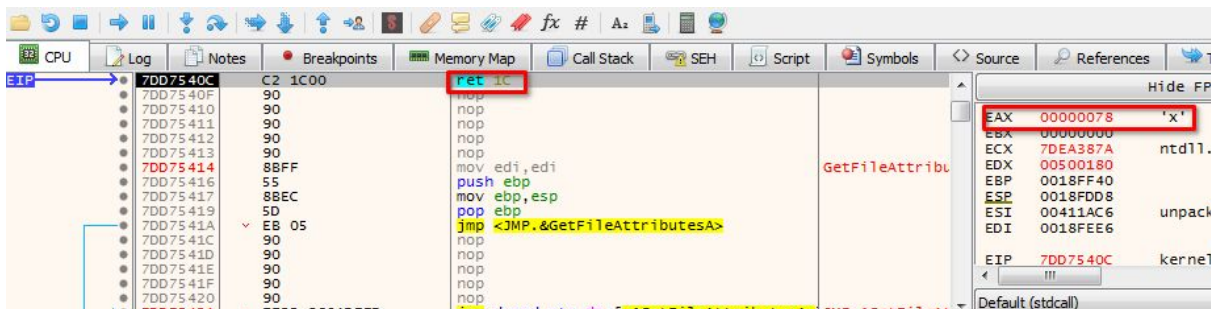 fx # A₂
CPU Log Notes Breakpoints Memory Map Call Stack SEH Script Symbols Source References
EIP 7DD7540C C2 1C00 ret 1C
7DD7540F 90 nop
7DD75410 90 nop
7DD75411 90 nop
7DD75412 90 nop
7DD75413 90 nop
7DD75414 8BFF mov edi,edi GetFileAttribu
7DD75416 55 push ebp
7DD75417 8BEC mov ebp,esp
7DD75419 5D pop ebp
7DD7541A EB 05 jmp <JMP.&GetFileAttributesA>
7DD7541C 90 nop
7DD7541D 90 nop
7DD7541E 90 nop
7DD7541F 90 nop
7DD75420 90 nop
Hide FP
EAX 00000078 'x'
EBX 00000000
ECX 7DEA387A ntdll.
EDX 00500180
EBP 0018FF40
ESP 0018FDD8
ESI 00411AC6 unpack
EDI 0018FEE6
EIP 7DD7540C kernel
Default (stdcall)